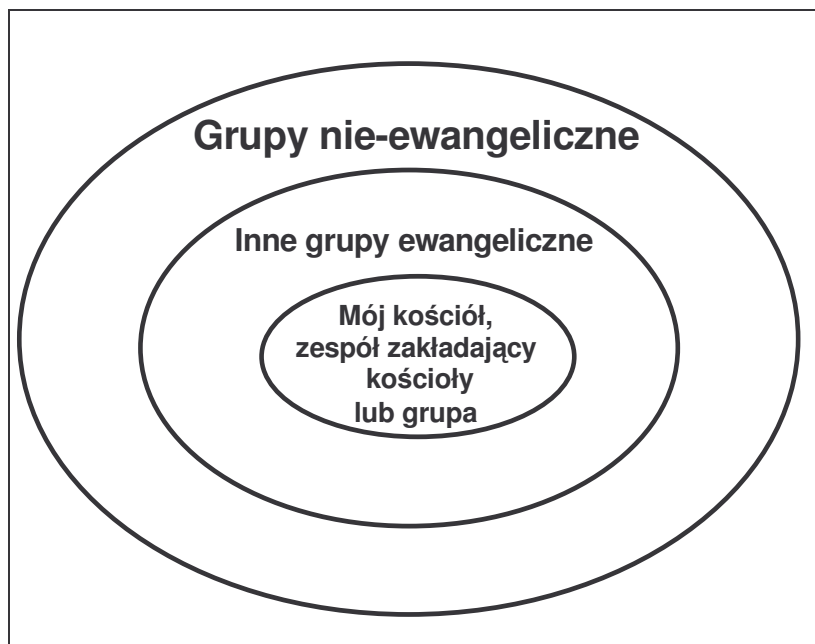 Grupy nie-ewangeliczne
Inne grupy ewangeliczne
Mój kościół,
zespół zakładający
kościoły
lub grupa